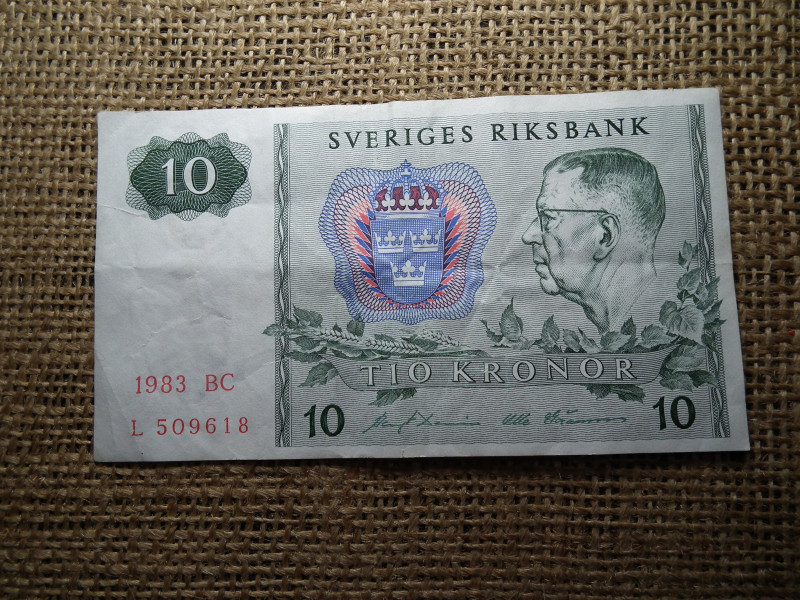 10
SVERIGES RIKSBANK
TIO KRONOR
1983 BC
L 509618
10
10